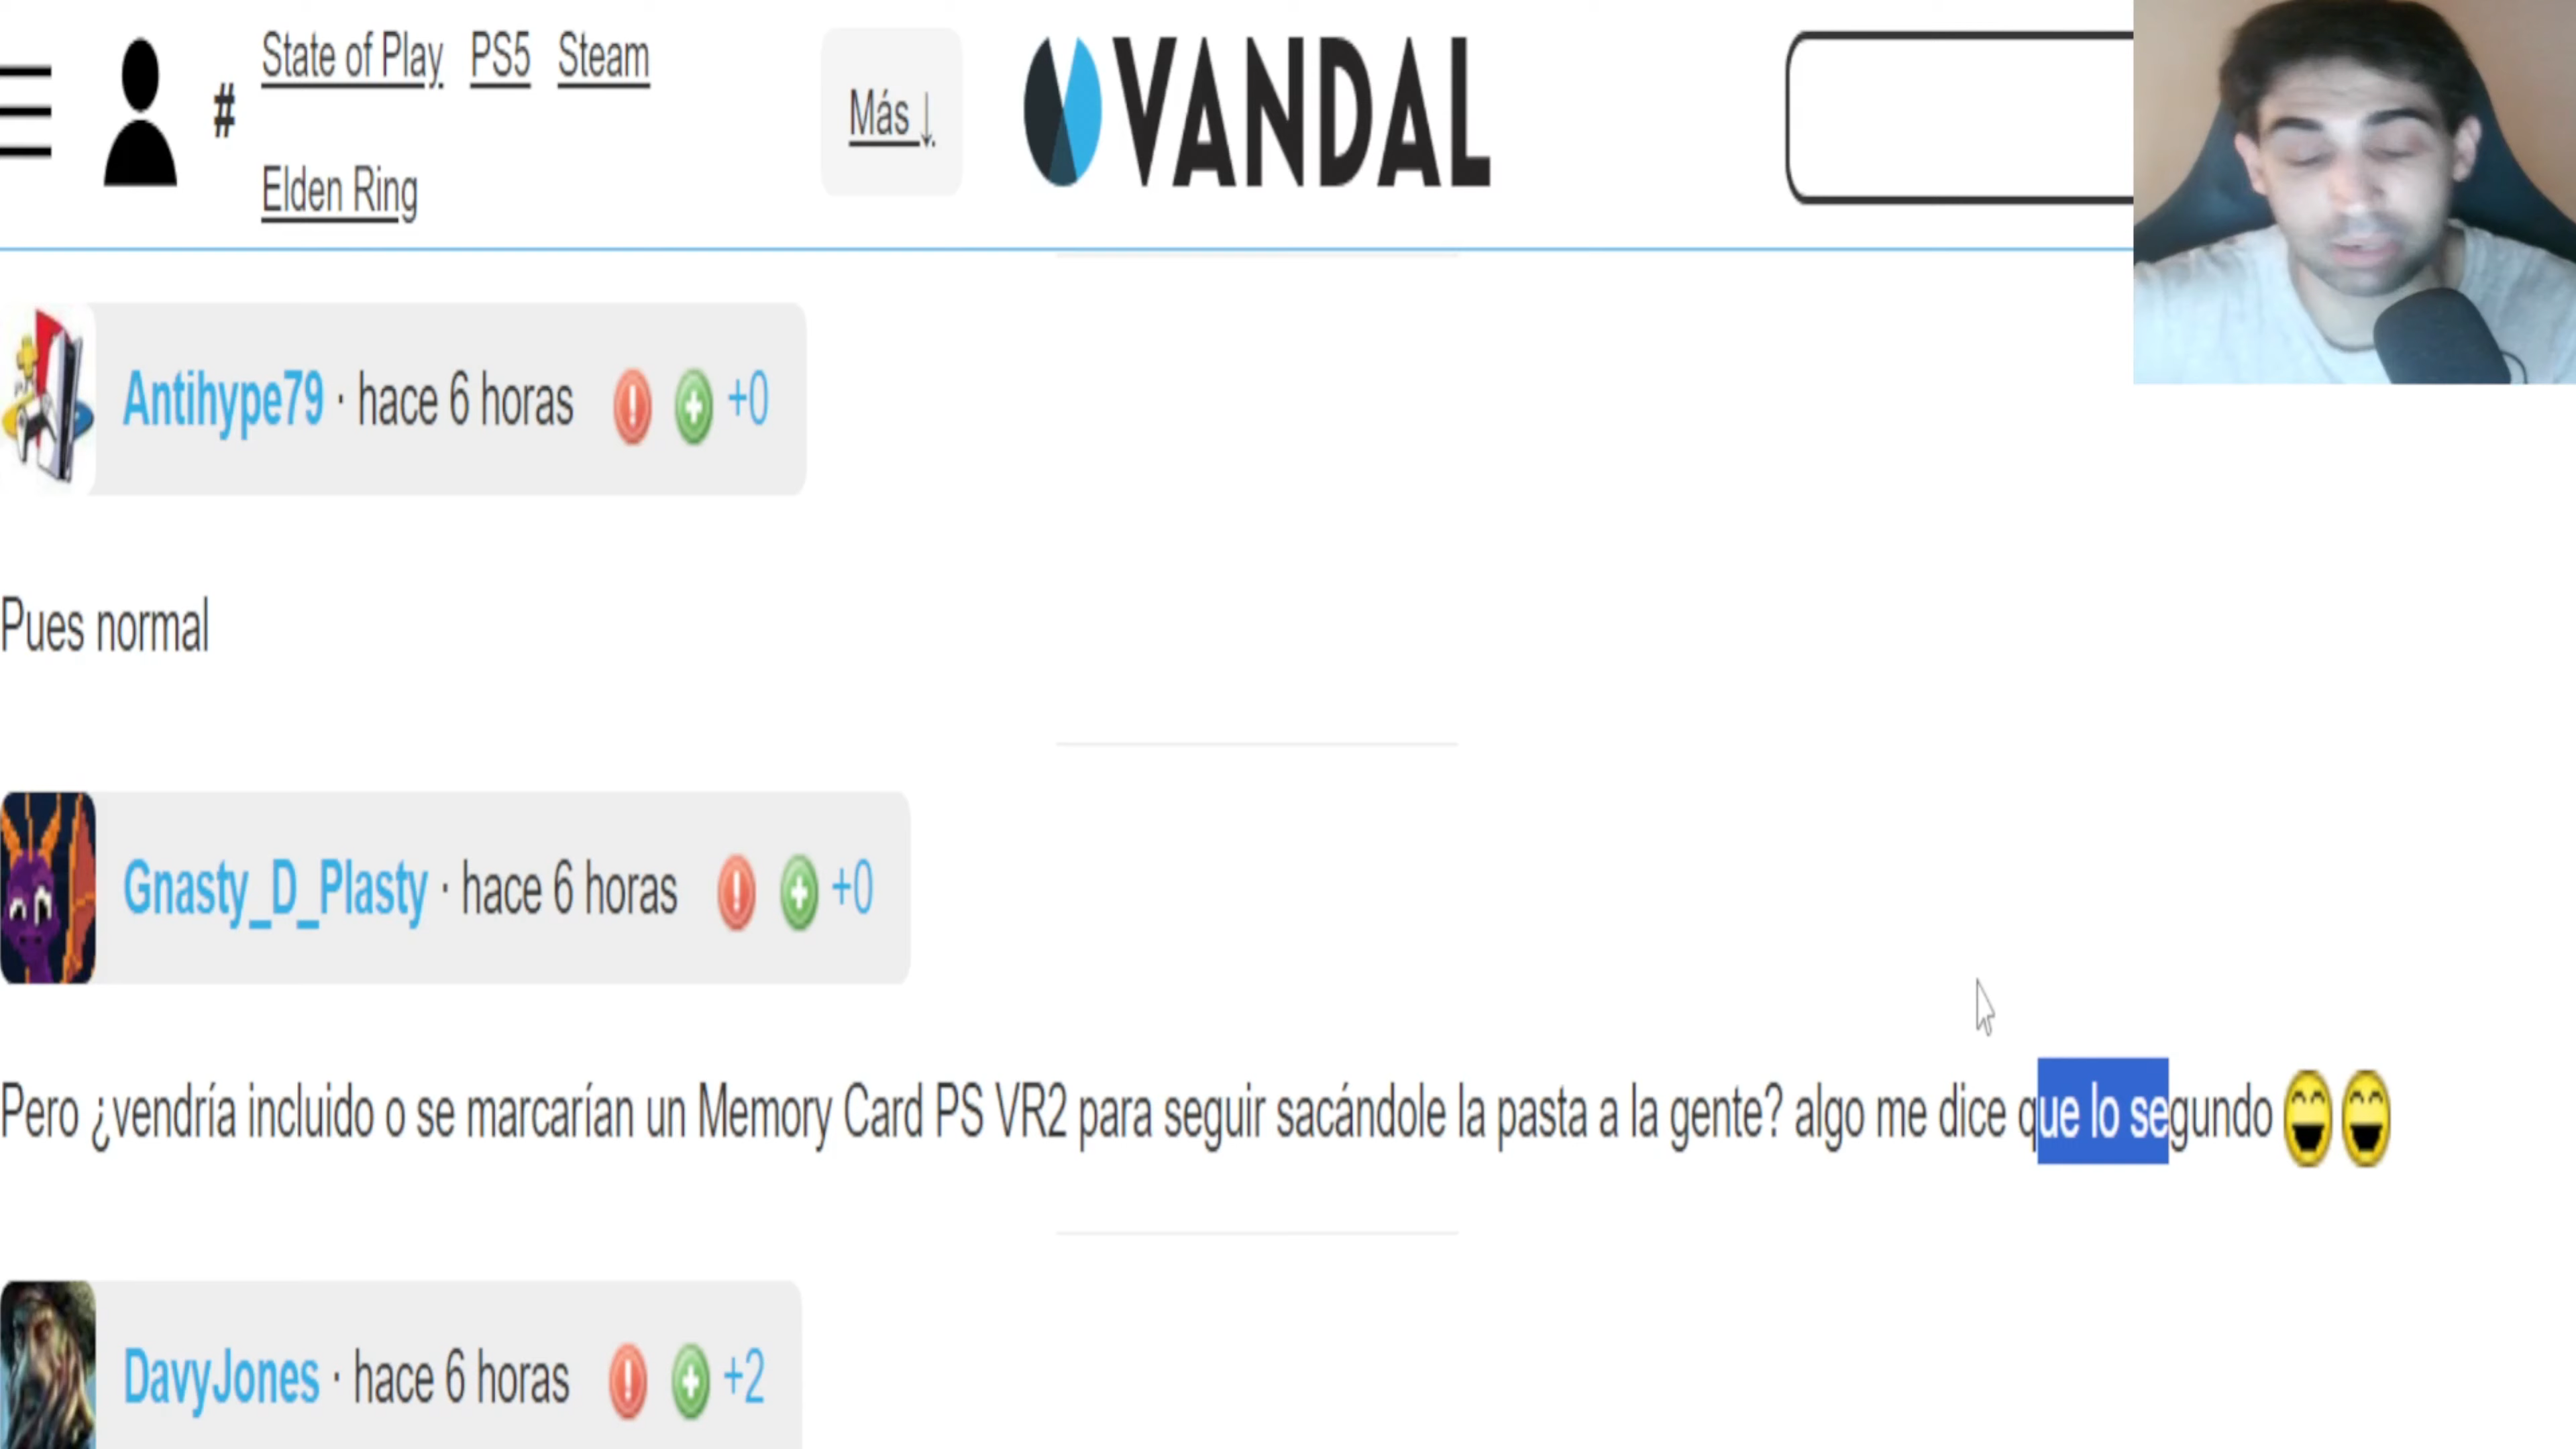 State of Play PS5 Steam
#
Elden Ring
Más ↓
VANDAL
Antihype79 · hace 6 horas ! + +0
Pues normal
Gnasty_D_Plasty · hace 6 horas ! + +0
Pero ¿vendría incluido o se marcarían un Memory Card PS VR2 para seguir sacándole la pasta a la gente? algo me dice que lo segundo
DavyJones · hace 6 horas ! + +2